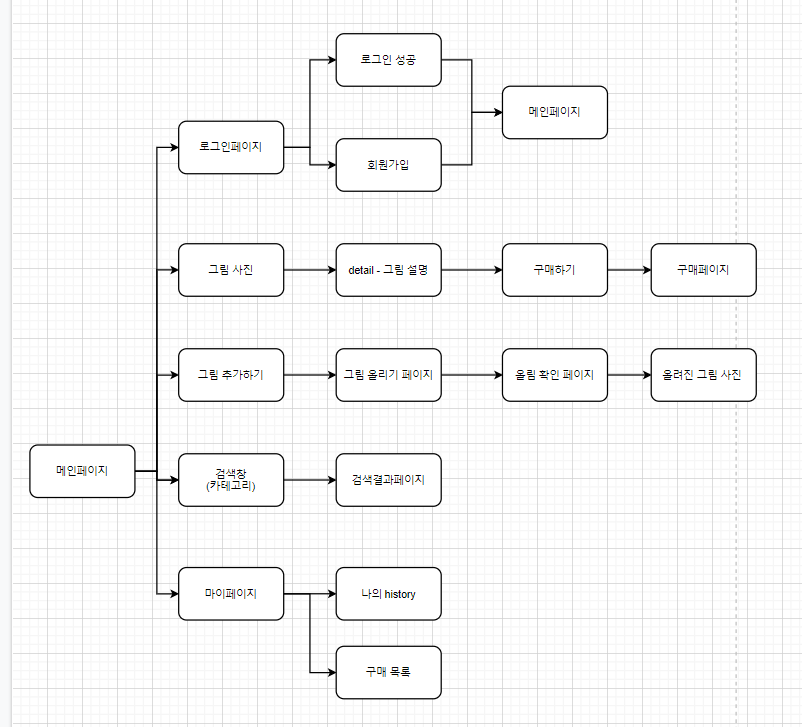 로그인 성공
메인페이지
로그인페이지
회원가입
그림 사진
detail - 그림 설명
구매하기
구매페이지
그림 추가하기
그림 올리기 페이지
올림 확인 페이지
올려진 그림 사진
메인페이지
검색창
(카테고리)
검색결과페이지
마이페이지
나의 history
구매 목록